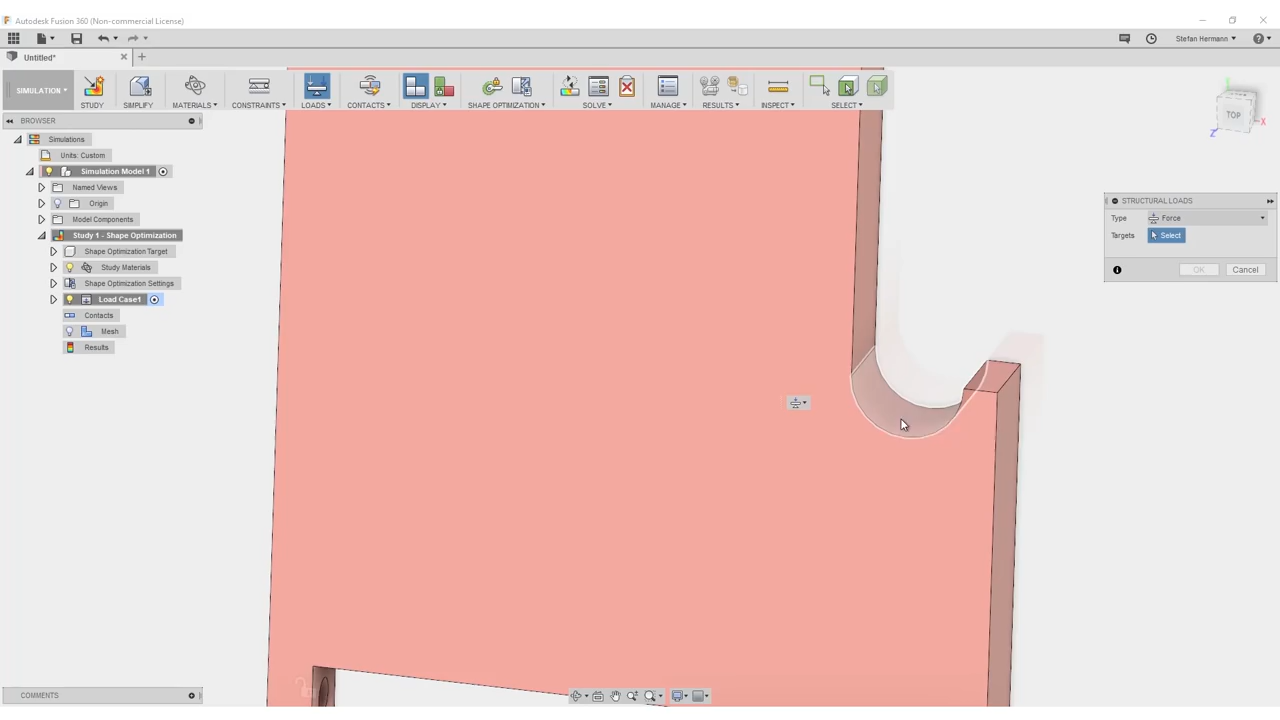 Autodesk Fusion 360 (Non-commercial License)
Stefan Hermann
Untitled*
SIMULATION
STUDY
SIMPLIFY
MATERIALS
CONSTRAINTS
LOADS
CONTACTS
DISPLAY
SHAPE OPTIMIZATION
SOLVE
MANAGE
RESULTS
INSPECT
SELECT
TOP
X
Z
BROWSER
Simulations
Units: Custom
Simulation Model 1
Named Views
Origin
Model Components
Study 1 - Shape Optimization
Shape Optimization Target
Study Materials
Shape Optimization Settings
Load Case1
Contacts
Mesh
Results
STRUCTURAL LOADS
Type Force
Targets Select
OK Cancel
COMMENTS